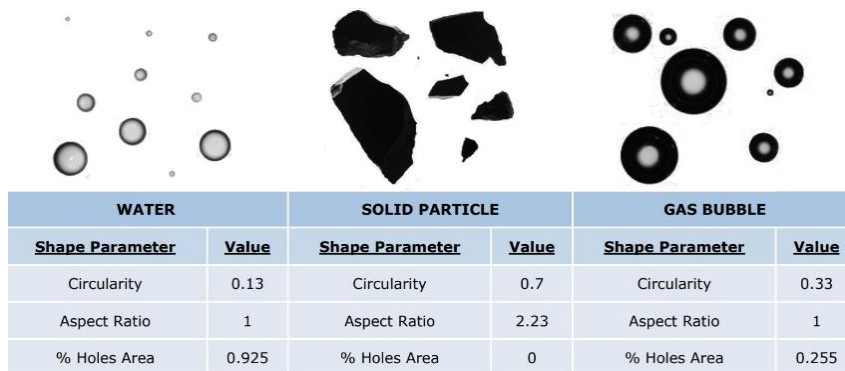 WATER SOLID PARTICLE GAS BUBBLE
Shape Parameter Value Shape Parameter Value Shape Parameter Value
Circularity 0.13 Circularity 0.7 Circularity 0.33
Aspect Ratio 1 Aspect Ratio 2.23 Aspect Ratio 1
% Holes Area 0.925 % Holes Area 0 % Holes Area 0.255